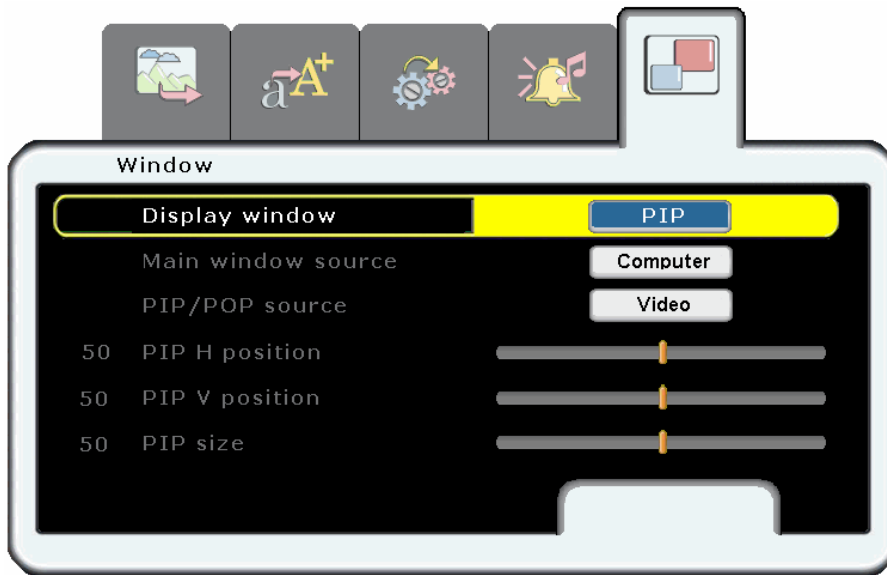 aA+
Window
Display window PIP
Main window source Computer
PIP/POP source Video
50 PIP H position
50 PIP V position
50 PIP size